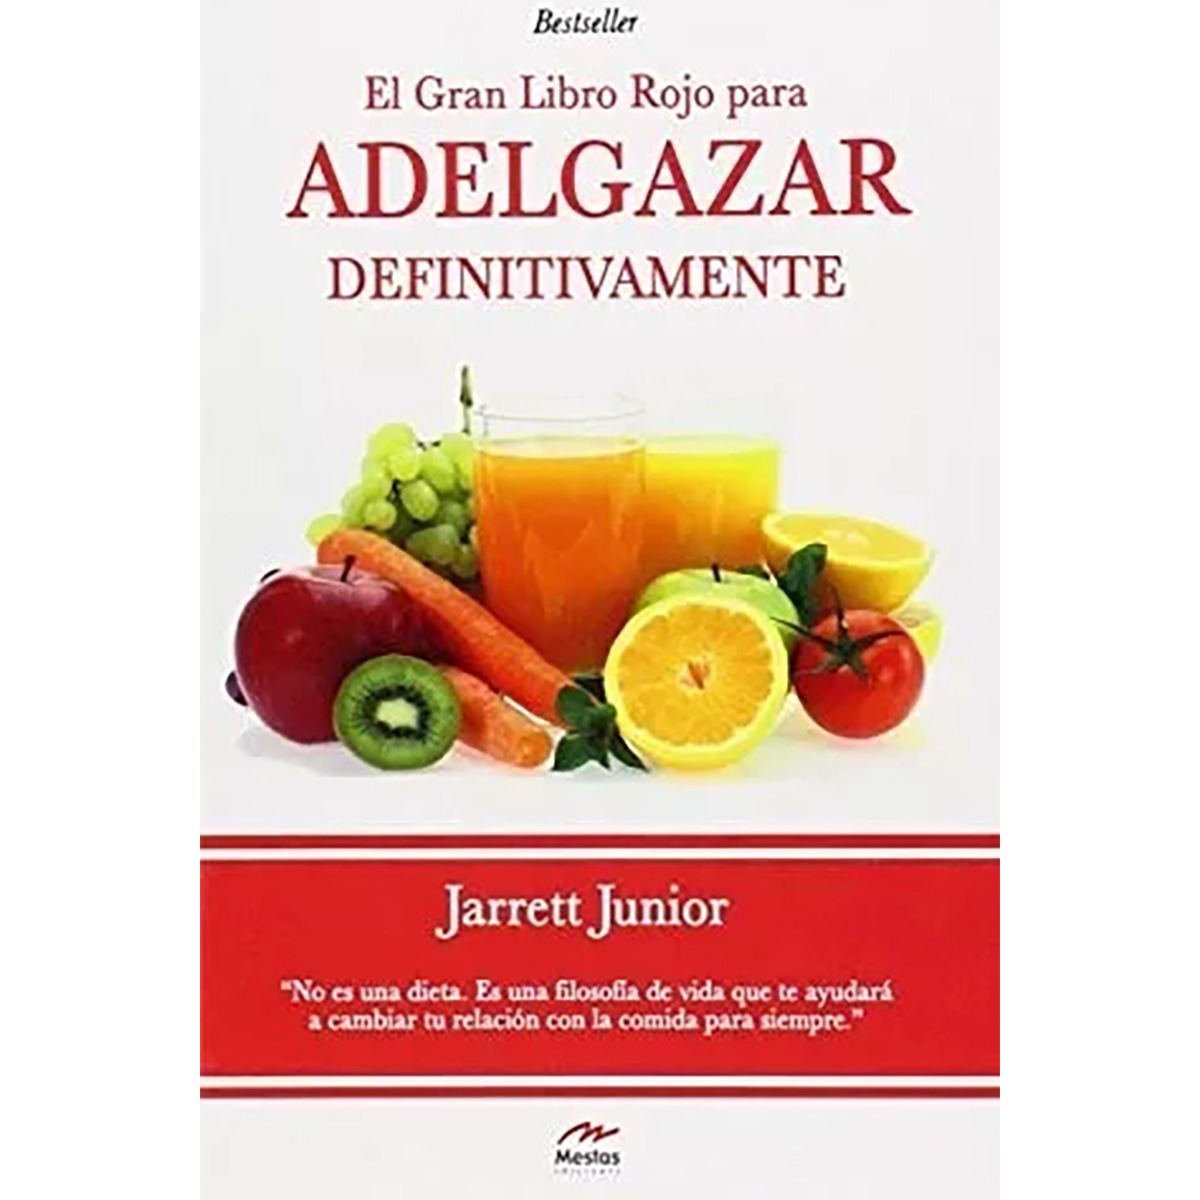 Bestseller
El Gran Libro Rojo para
ADELGAZAR
DEFINITIVAMENTE
Jarrett Junior
“No es una dieta. Es una filosofía de vida que te ayudará
a cambiar tu relación con la comida para siempre.”
Mestas
EDICIONES